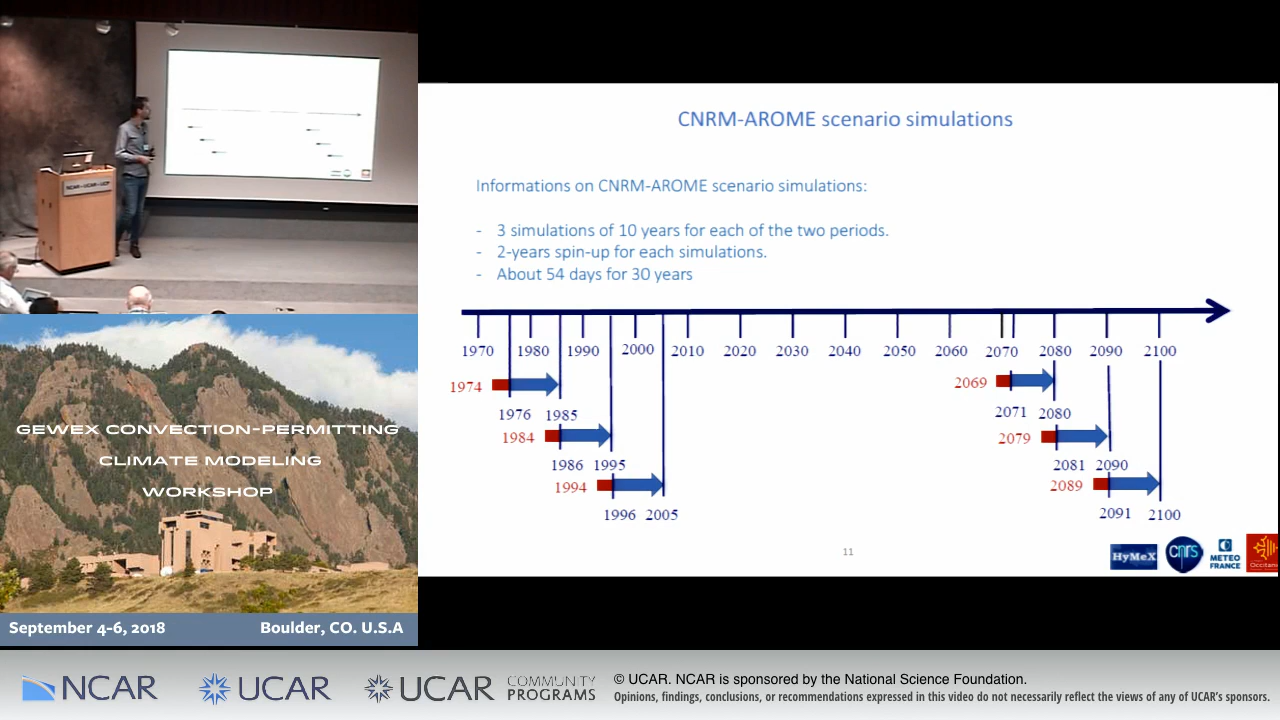 NCAR-UCAR-UCP
GEWEX CONVECTION-PERMITTING
CLIMATE MODELING
WORKSHOP
September 4-6, 2018
Boulder, CO. U.S.A
CNRM-AROME scenario simulations
Informations on CNRM-AROME scenario simulations:
- 3 simulations of 10 years for each of the two periods.
- 2-years spin-up for each simulations.
- About 54 days for 30 years
1970 1980 1990 2000 2010 2020 2030 2040 2050 2060 2070 2080 2090 2100
1974
2069
1976 1985
2071 2080
1984
2079
1986 1995
2081 2090
1994
2089
1996 2005
2091 2100
11
HyMeX
cnrs
METEO
FRANCE
Occitanie
NCAR
UCAR
UCAR
COMMUNITY
PROGRAMS
© UCAR. NCAR is sponsored by the National Science Foundation.
Opinions, findings, conclusions, or recommendations expressed in this video do not necessarily reflect the views of any of UCAR's sponsors.